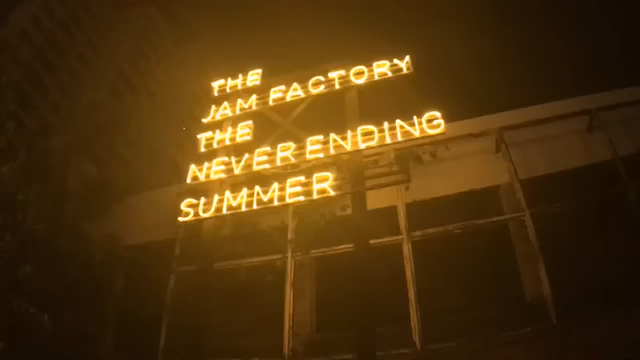 THE
JAM FACTORY
THE
NEVER ENDING
SUMMER